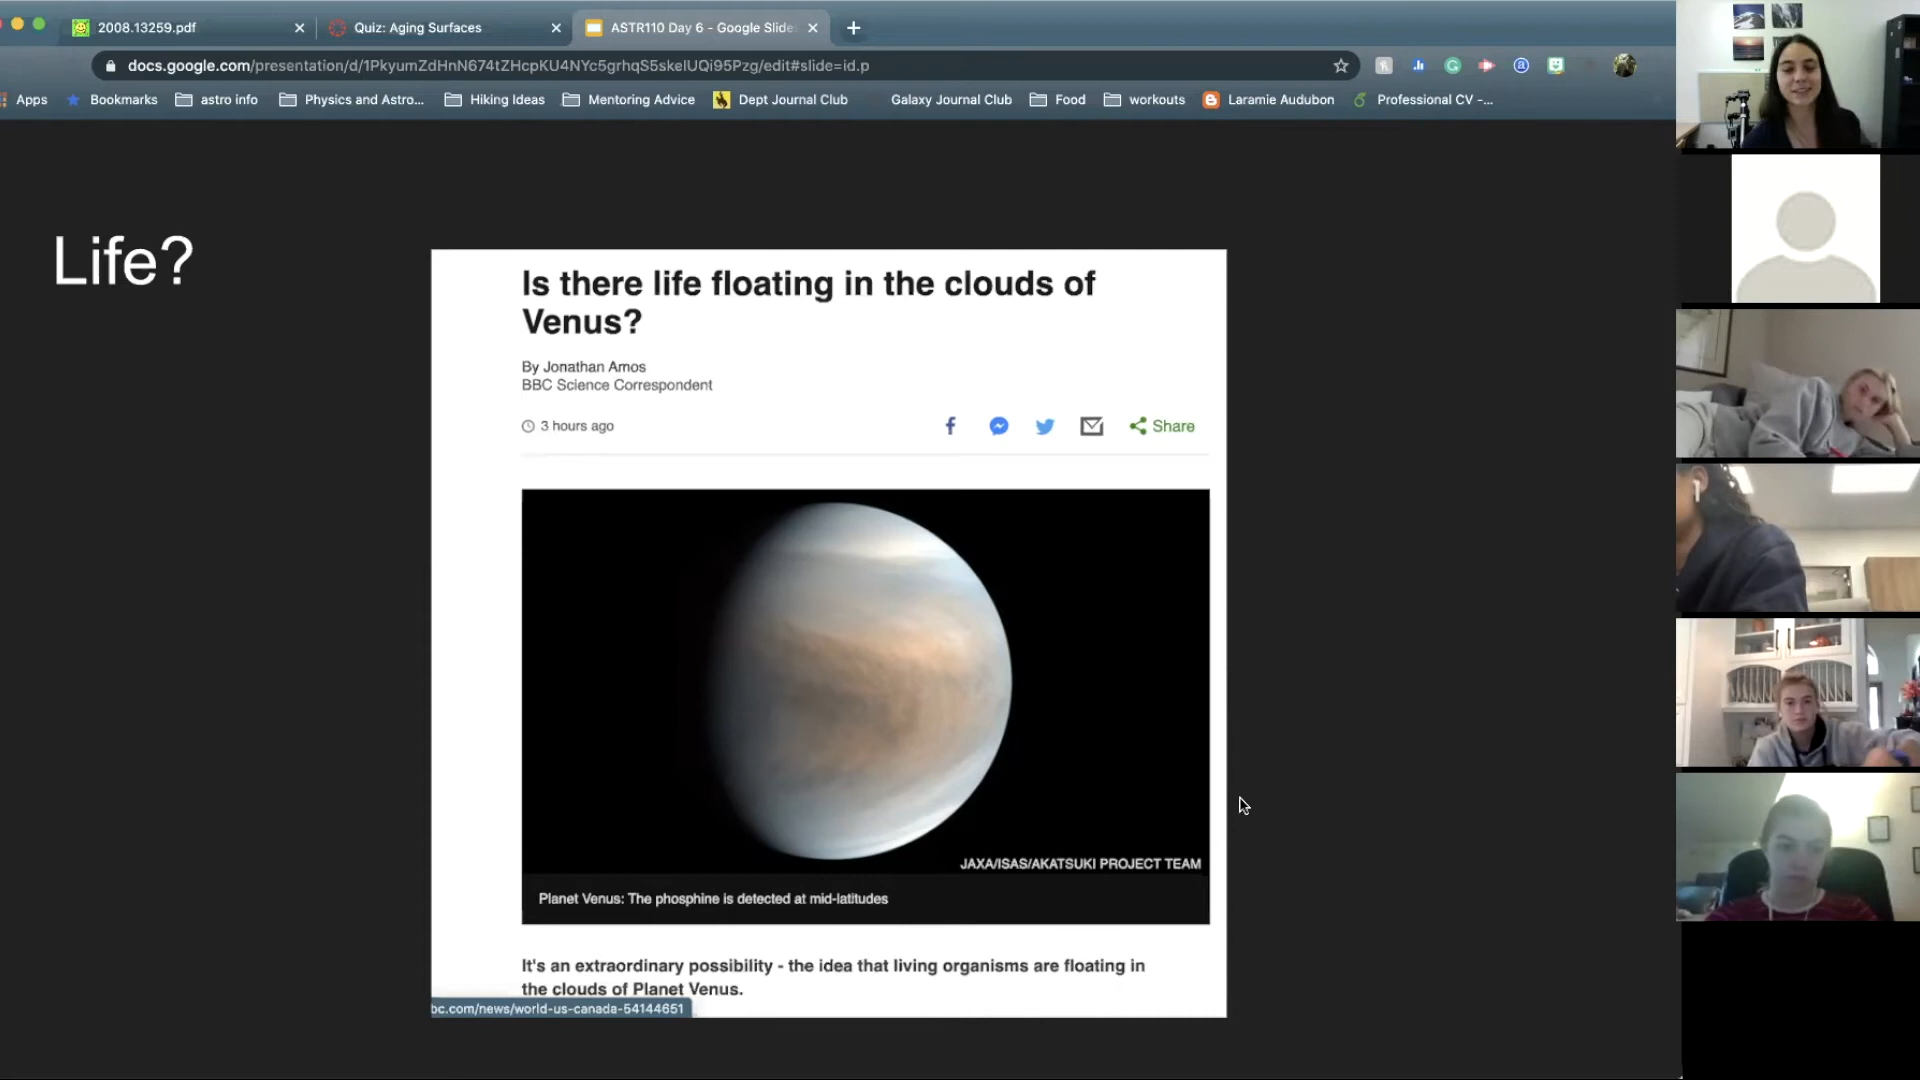 2008.13259.pdf
Quiz: Aging Surfaces
ASTR110 Day 6 - Google Slide
docs.google.com/presentation/d/1PkyumZdHnN674tZHcpKU4NYc5grhqS5skelUQi95Pzg/edit#slide=id.p
Apps
Bookmarks
astro info
Physics and Astro...
Hiking Ideas
Mentoring Advice
Dept Journal Club
Galaxy Journal Club
Food
workouts
Laramie Audubon
Professional CV -...
Life?
Is there life floating in the clouds of
Venus?
By Jonathan Amos
BBC Science Correspondent
3 hours ago
Share
JAXA/ISAS/AKATSUKI PROJECT TEAM
Planet Venus: The phosphine is detected at mid-latitudes
It's an extraordinary possibility - the idea that living organisms are floating in
the clouds of Planet Venus.
bc.com/news/world-us-canada-54144651